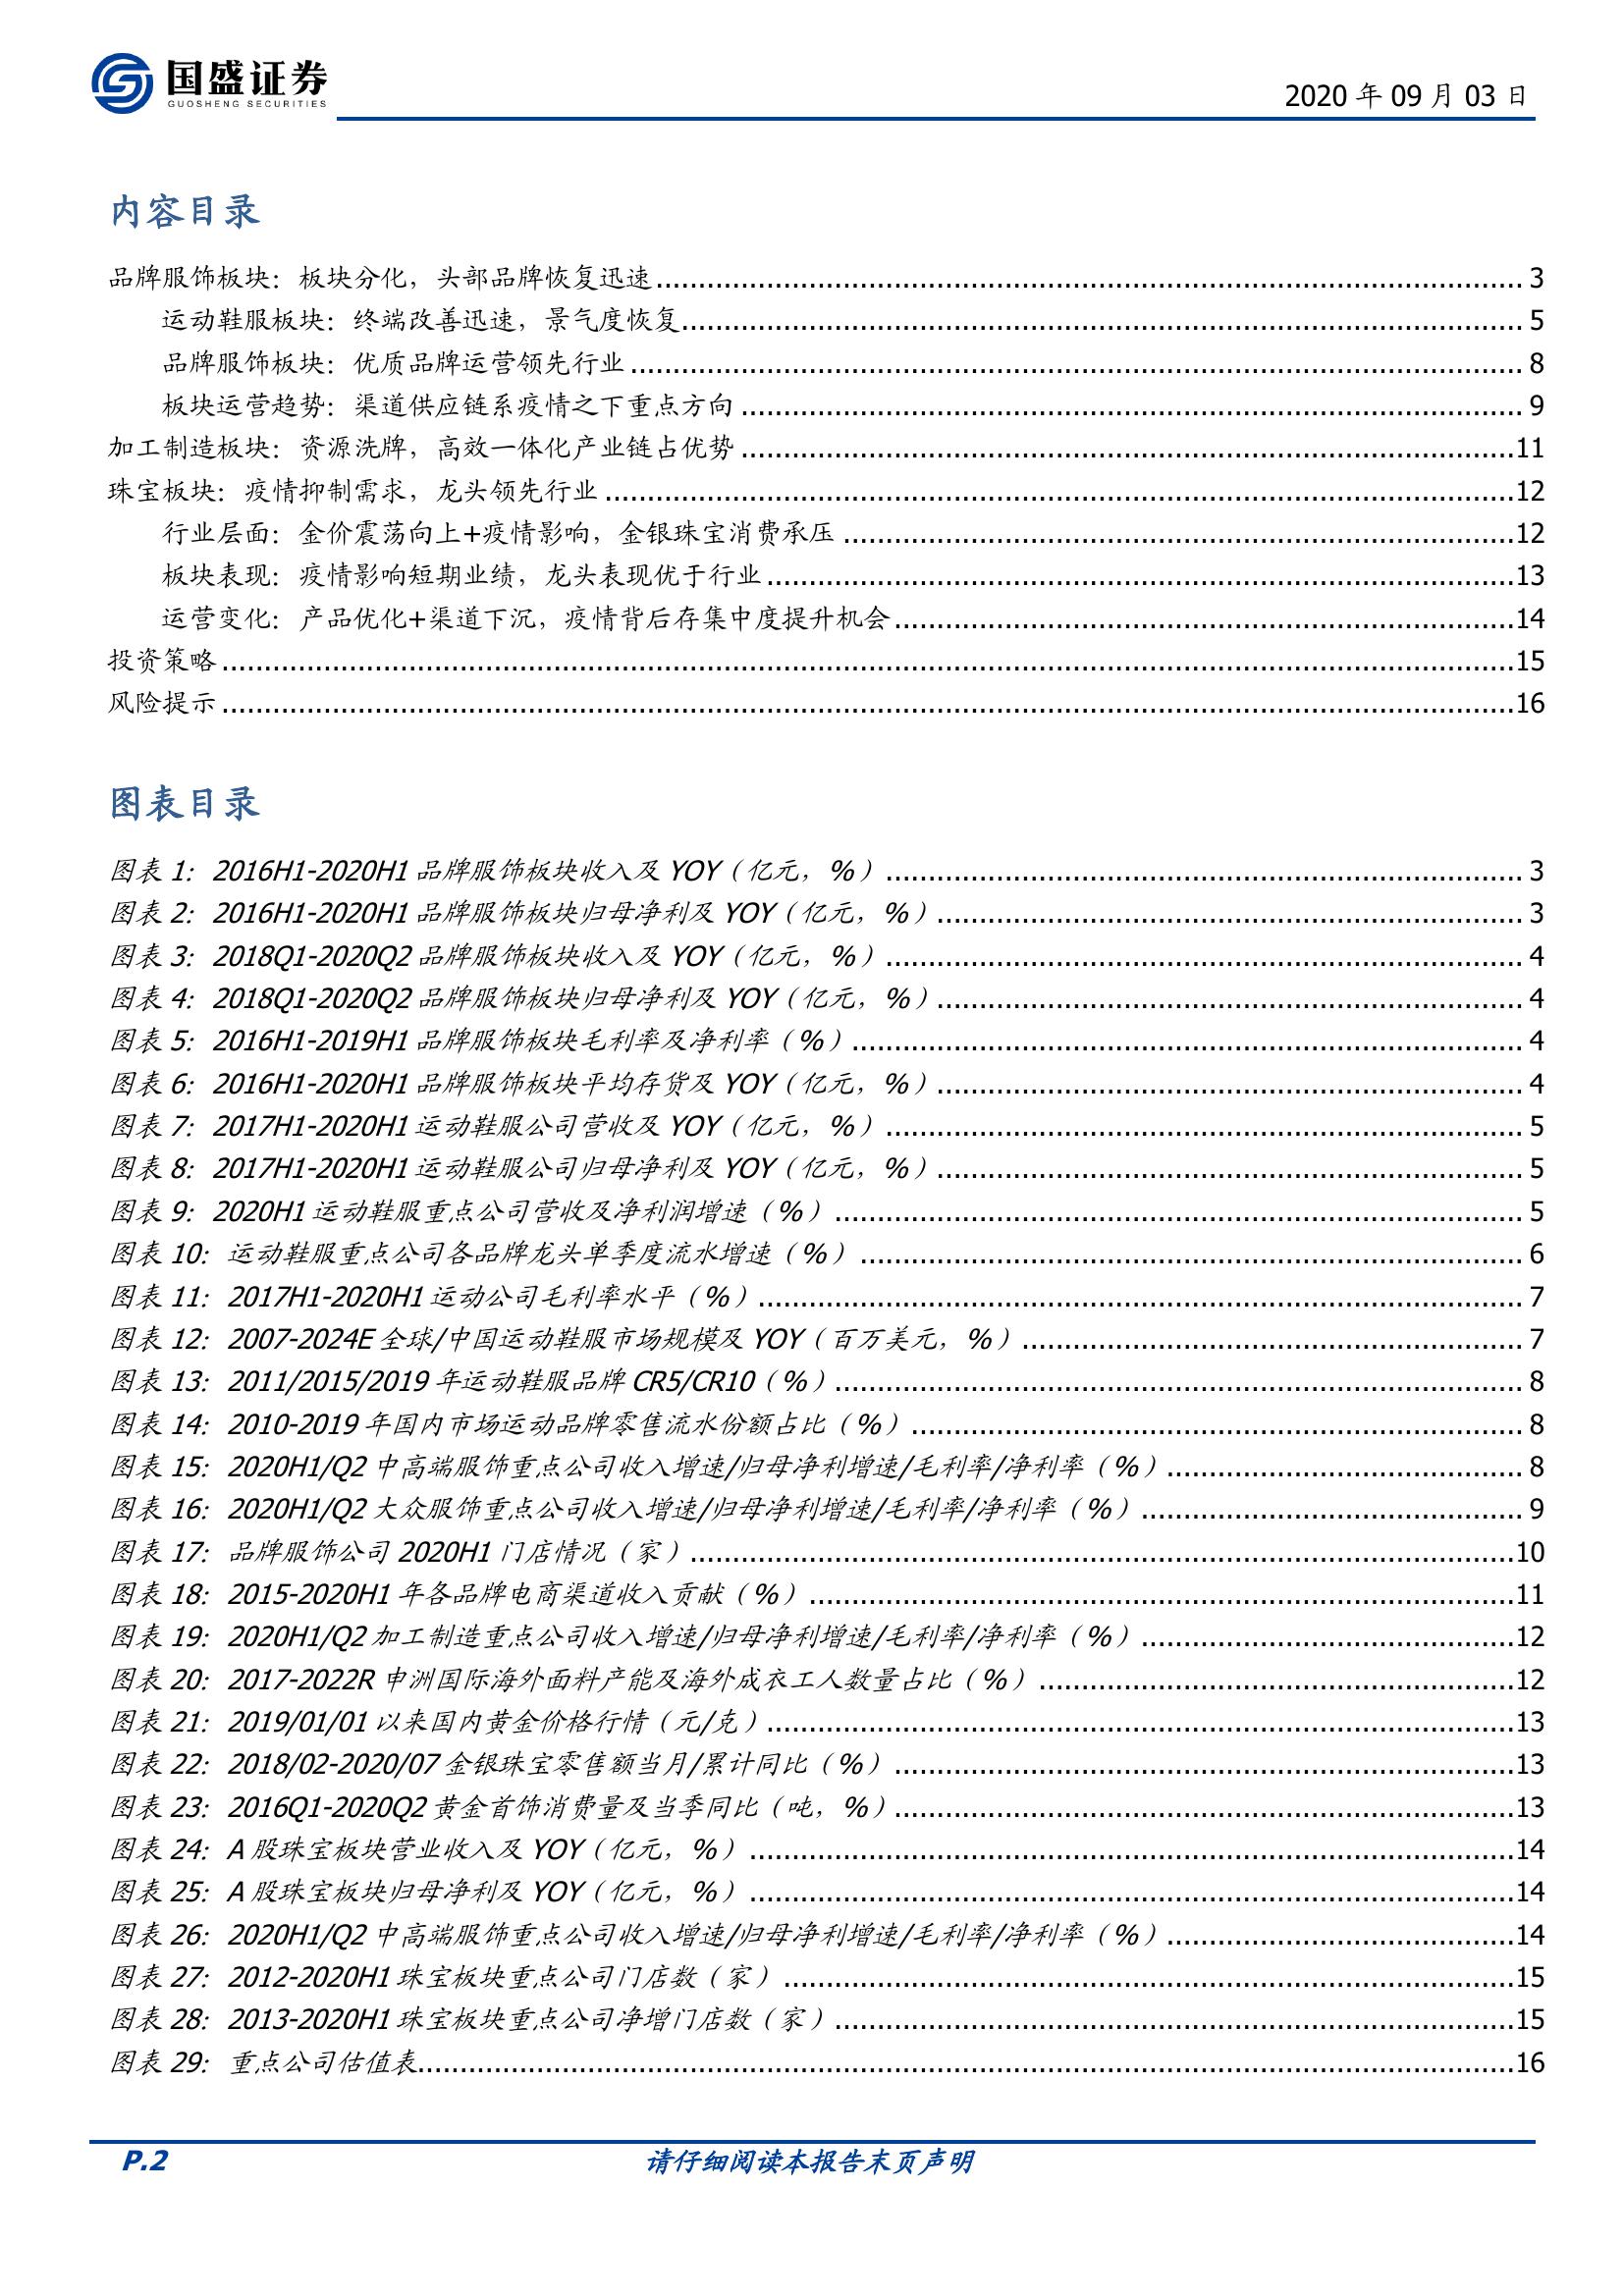 国盛证券
GUOSHENG SECURITIES
2020 年 09 月 03 日
内容目录
品牌服饰板块：板块分化，头部品牌恢复迅速 3
运动鞋服板块：终端改善迅速，景气度恢复 5
品牌服饰板块：优质品牌运营领先行业 8
板块运营趋势：渠道供应链系疫情之下重点方向 9
加工制造板块：资源洗牌，高效一体化产业链占优势 11
珠宝板块：疫情抑制需求，龙头领先行业 12
行业层面：金价震荡向上+疫情影响，金银珠宝消费承压 12
板块表现：疫情影响短期业绩，龙头表现优于行业 13
运营变化：产品优化+渠道下沉，疫情背后存集中度提升机会 14
投资策略 15
风险提示 16
图表目录
图表 1：2016H1-2020H1 品牌服饰板块收入及 YOY（亿元，%） 3
图表 2：2016H1-2020H1 品牌服饰板块归母净利及 YOY（亿元，%） 3
图表 3：2018Q1-2020Q2 品牌服饰板块收入及 YOY（亿元，%） 4
图表 4：2018Q1-2020Q2 品牌服饰板块归母净利及 YOY（亿元，%） 4
图表 5：2016H1-2019H1 品牌服饰板块毛利率及净利率（%） 4
图表 6：2016H1-2020H1 品牌服饰板块平均存货及 YOY（亿元，%） 4
图表 7：2017H1-2020H1 运动鞋服公司营收及 YOY（亿元，%） 5
图表 8：2017H1-2020H1 运动鞋服公司归母净利及 YOY（亿元，%） 5
图表 9：2020H1 运动鞋服重点公司营收及净利润增速（%） 5
图表 10：运动鞋服重点公司各品牌龙头单季度流水增速（%） 6
图表 11：2017H1-2020H1 运动公司毛利率水平（%） 7
图表 12：2007-2024E 全球/中国运动鞋服市场规模及 YOY（百万美元，%） 7
图表 13：2011/2015/2019 年运动鞋服品牌 CR5/CR10（%） 8
图表 14：2010-2019 年国内市场运动品牌零售流水份额占比（%） 8
图表 15：2020H1/Q2 中高端服饰重点公司收入增速/归母净利增速/毛利率/净利率（%） 8
图表 16：2020H1/Q2 大众服饰重点公司收入增速/归母净利增速/毛利率/净利率（%） 9
图表 17：品牌服饰公司 2020H1 门店情况（家） 10
图表 18：2015-2020H1 年各品牌电商渠道收入贡献（%） 11
图表 19：2020H1/Q2 加工制造重点公司收入增速/归母净利增速/毛利率/净利率（%） 12
图表 20：2017-2022R 申洲国际海外面料产能及海外成衣工人数量占比（%） 12
图表 21：2019/01/01 以来国内黄金价格行情（元/克） 13
图表 22：2018/02-2020/07 金银珠宝零售额当月/累计同比（%） 13
图表 23：2016Q1-2020Q2 黄金首饰消费量及当季同比（吨，%） 13
图表 24：A 股珠宝板块营业收入及 YOY（亿元，%） 14
图表 25：A 股珠宝板块归母净利及 YOY（亿元，%） 14
图表 26：2020H1/Q2 中高端服饰重点公司收入增速/归母净利增速/毛利率/净利率（%） 14
图表 27：2012-2020H1 珠宝板块重点公司门店数（家） 15
图表 28：2013-2020H1 珠宝板块重点公司净增门店数（家） 15
图表 29：重点公司估值表 16
P.2
请仔细阅读本报告末页声明